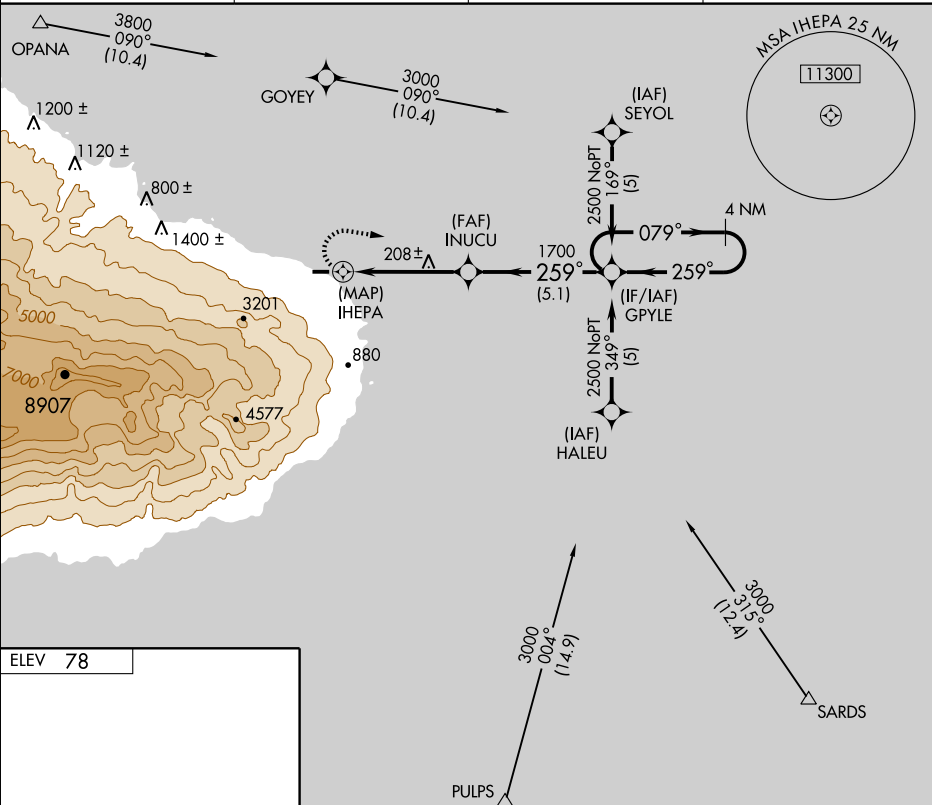 3800
090°
(10.4)
OPANA
GOYEY
3000
090°
(10.4)
(IAF)
SEYOL
MSA IHEPA 25 NM
11300
1200 ±
1120 ±
800 ±
1400 ±
2500 NoPT
169°
(5)
4 NM
079°
(FAF)
INUCU
208 ±
1700
259°
(5.1)
259°
(MAP)
IHEPA
(IF/IAF)
GPYLE
3201
5000
880
7000
8907
4577
2500 NoPT
349°
(5)
(IAF)
HALEU
3000
004°
(14.9)
3000
315°
(12.4)
ELEV 78
SARDS
PULPS